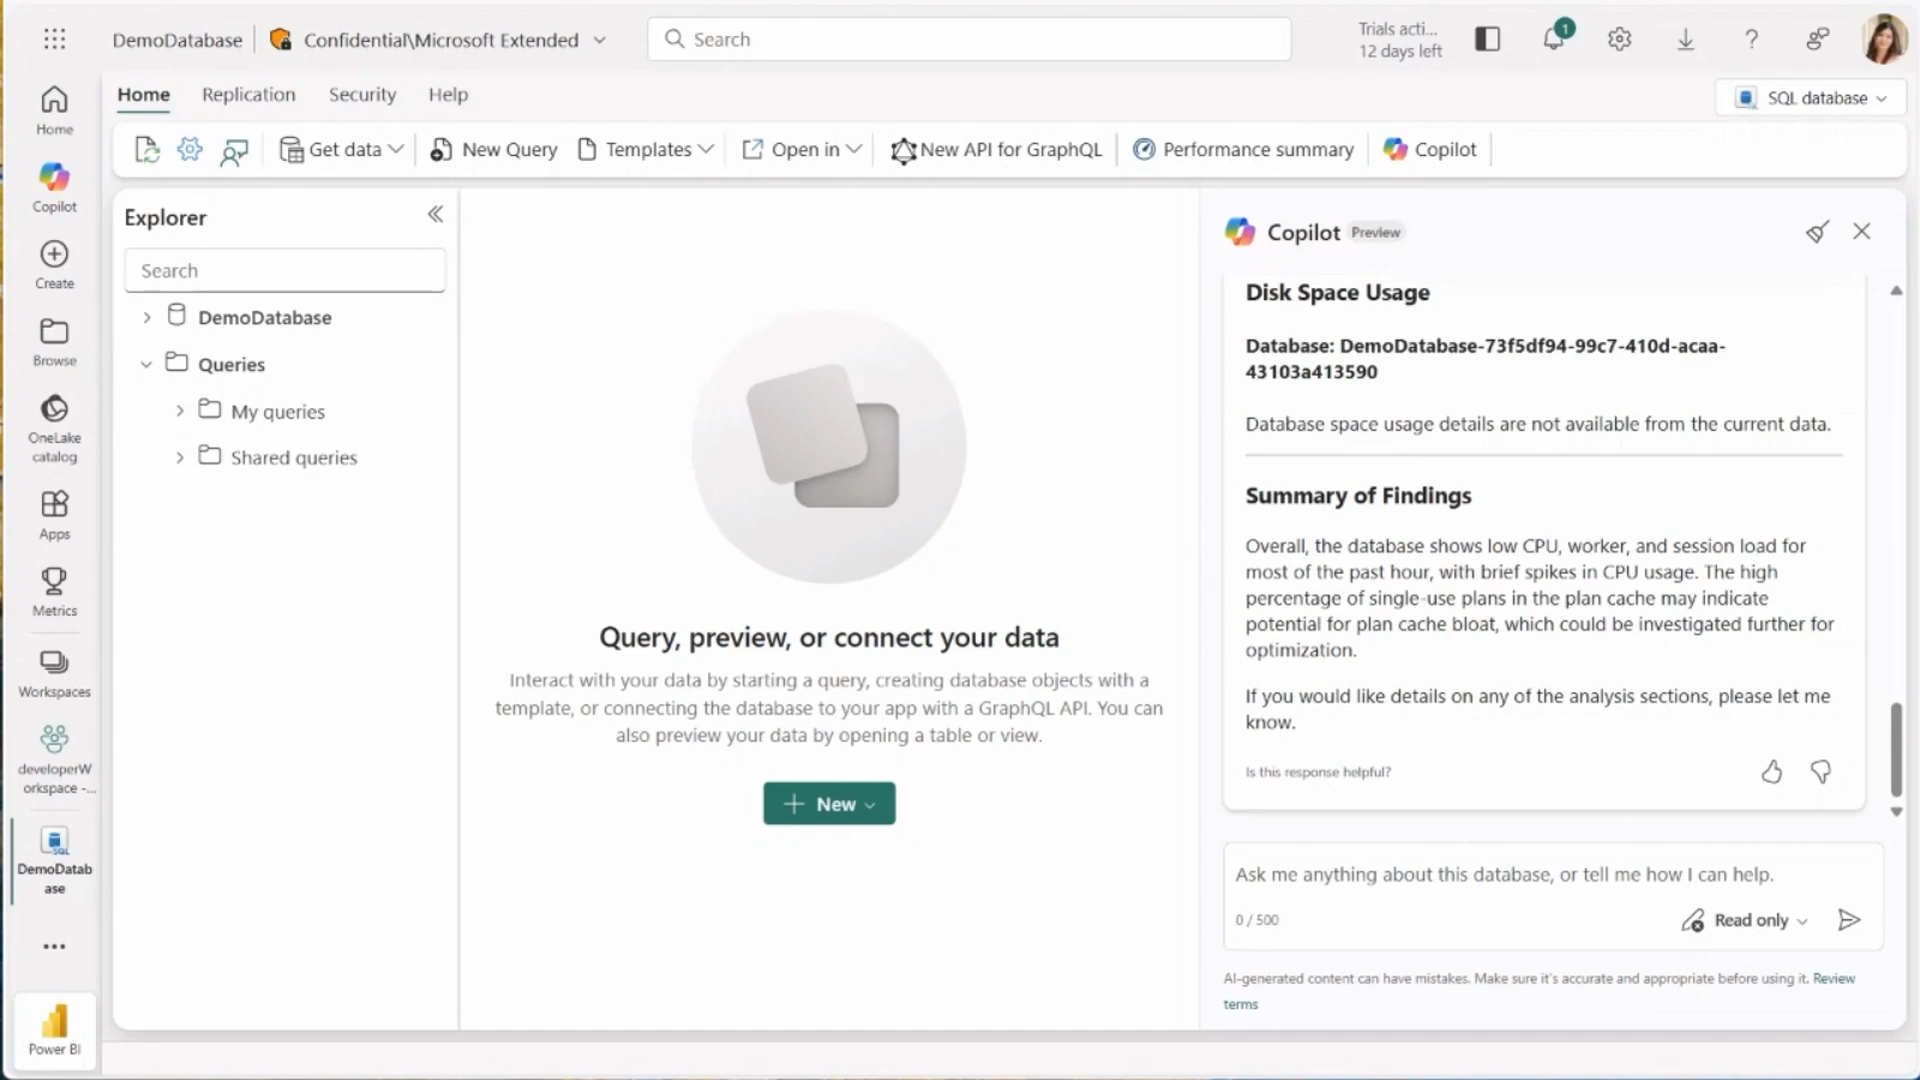 DemoDatabase
Confidential\Microsoft Extended
Search
Trials acti...
12 days left
1
Home
Replication
Security
Help
SQL database
Get data
New Query
Templates
Open in
New API for GraphQL
Performance summary
Copilot
Home
Copilot
Create
Browse
OneLake
catalog
Apps
Metrics
Workspaces
developerW
orkspace -...
SQL
DemoDatab
ase
Power BI
Explorer
Search
DemoDatabase
Queries
My queries
Shared queries
Query, preview, or connect your data
Interact with your data by starting a query, creating database objects with a
template, or connecting the database to your app with a GraphQL API. You can
also preview your data by opening a table or view.
New
Copilot
Preview
Disk Space Usage
Database: DemoDatabase-73f5df94-99c7-410d-acaa-
43103a413590
Database space usage details are not available from the current data.
Summary of Findings
Overall, the database shows low CPU, worker, and session load for
most of the past hour, with brief spikes in CPU usage. The high
percentage of single-use plans in the plan cache may indicate
potential for plan cache bloat, which could be investigated further for
optimization.
If you would like details on any of the analysis sections, please let me
know.
Is this response helpful?
Ask me anything about this database, or tell me how I can help.
0 / 500
Read only
AI-generated content can have mistakes. Make sure it's accurate and appropriate before using it. Review
terms